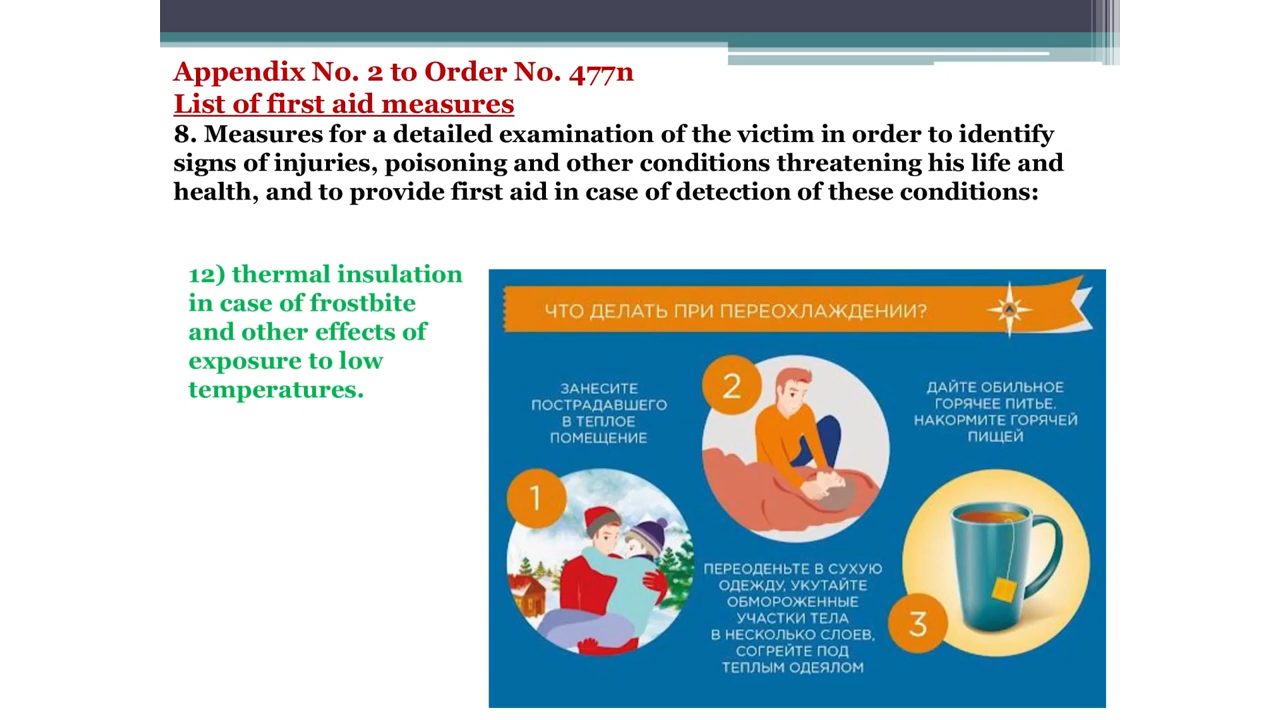 Appendix No. 2 to Order No. 477n
List of first aid measures
8. Measures for a detailed examination of the victim in order to identify
signs of injuries, poisoning and other conditions threatening his life and
health, and to provide first aid in case of detection of these conditions:
12) thermal insulation
in case of frostbite
and other effects of
exposure to low
temperatures.
ЧТО ДЕЛАТЬ ПРИ ПЕРЕОХЛАЖДЕНИИ?
1
ЗАНЕСИТЕ
ПОСТРАДАВШЕГО
В ТЕПЛОЕ
ПОМЕЩЕНИЕ
2
ПЕРЕОДЕНЬТЕ В СУХУЮ
ОДЕЖДУ, УКУТАЙТЕ
ОБМОРОЖЕННЫЕ
УЧАСТКИ ТЕЛА
В НЕСКОЛЬКО СЛОЕВ,
СОГРЕЙТЕ ПОД
ТЕПЛЫМ ОДЕЯЛОМ
3
ДАЙТЕ ОБИЛЬНОЕ
ГОРЯЧЕЕ ПИТЬЕ.
НАКОРМИТЕ ГОРЯЧЕЙ
ПИЩЕЙ